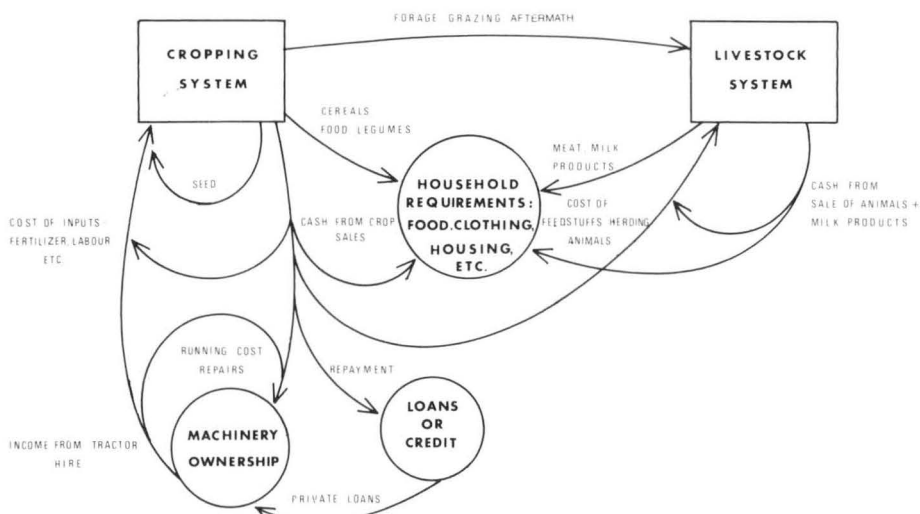 FORAGE GRAZING AFTERMATH
CROPPING
SYSTEM
LIVESTOCK
SYSTEM
CEREALS
FOOD LEGUMES
MEAT, MILK
PRODUCTS
SEED
HOUSEHOLD
REQUIREMENTS:
FOOD, CLOTHING,
HOUSING,
ETC.
COST OF
FEEDSTUFFS HERDING
ANIMALS
CASH FROM
SALE OF ANIMALS +
MILK PRODUCTS
COST OF INPUTS -
FERTILIZER, LABOUR
ETC
CASH FROM CROP
SALES
RUNNING COST
REPAIRS
REPAYMENT
LOANS
OR
CREDIT
MACHINERY
OWNERSHIP
INCOME FROM TRACTOR
HIRE
PRIVATE LOANS